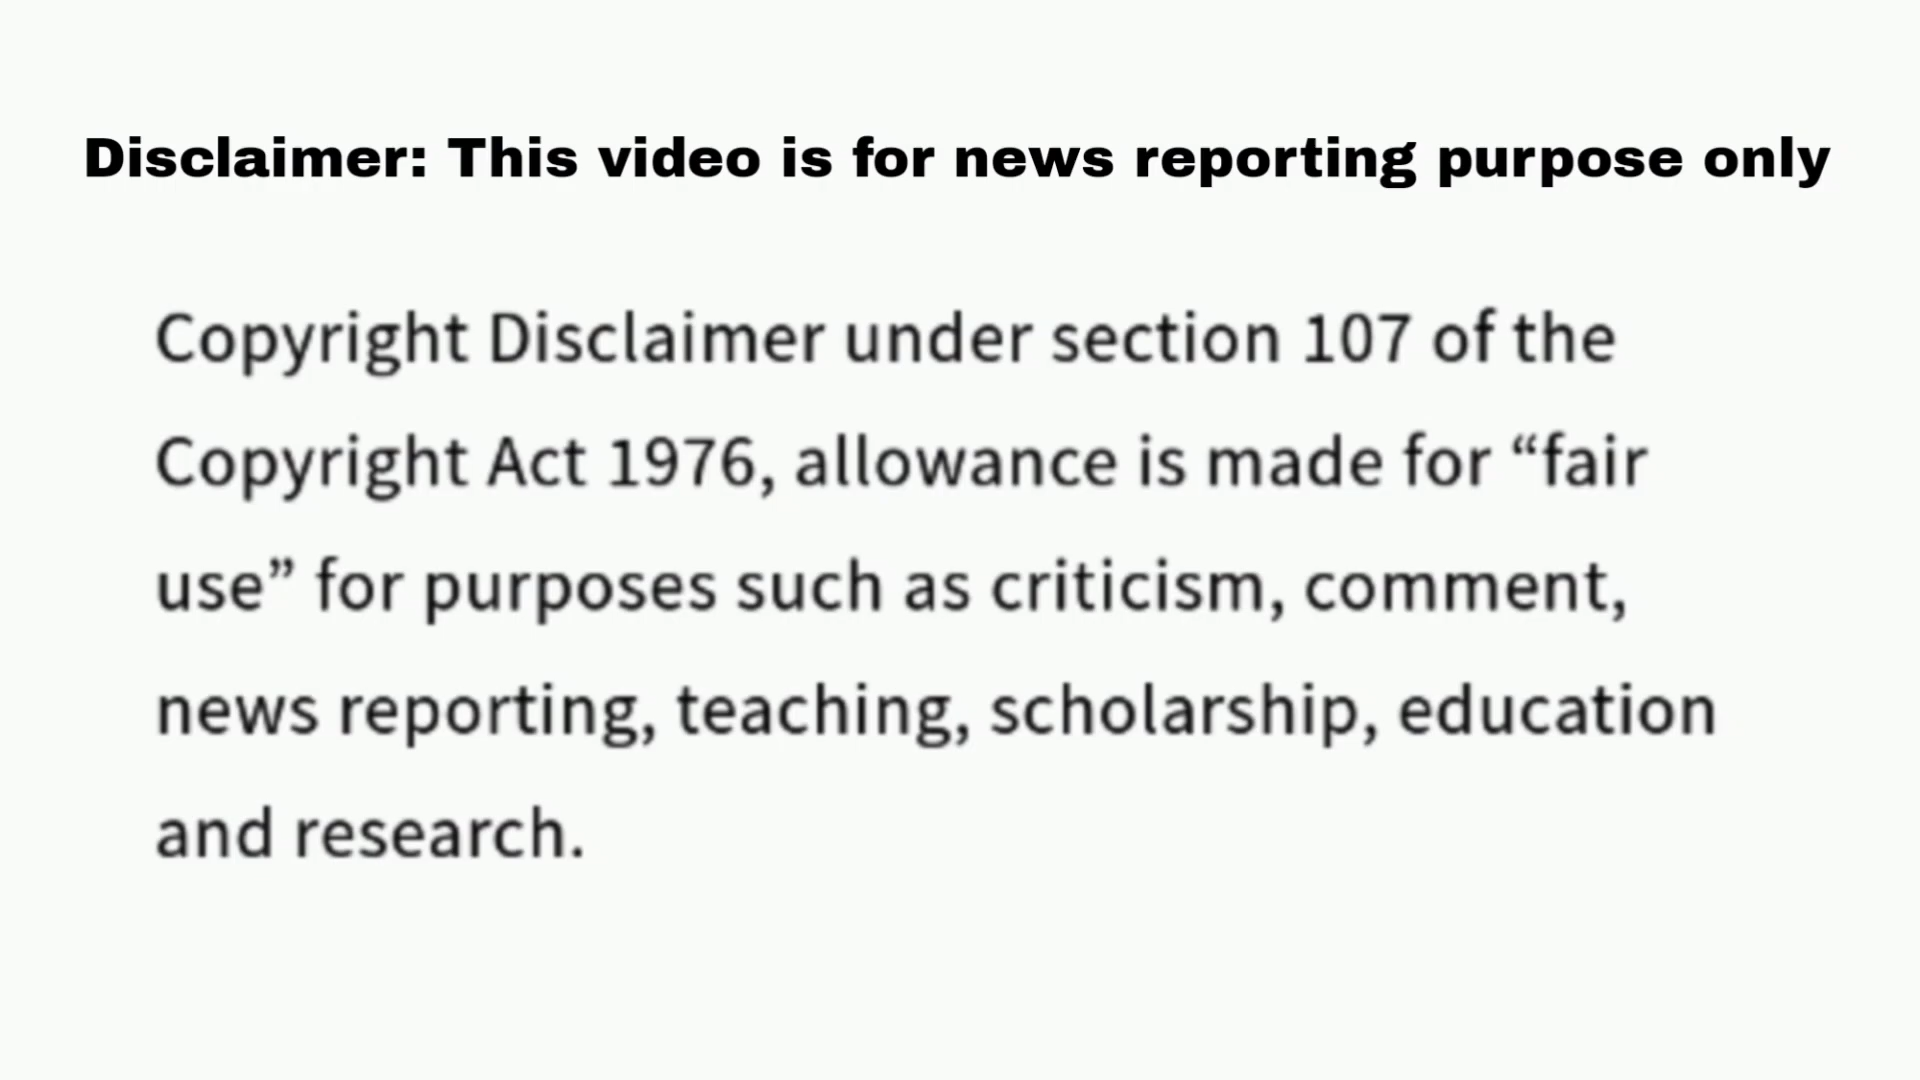 Disclaimer: This video is for news reporting purpose only
Copyright Disclaimer under section 107 of the
Copyright Act 1976, allowance is made for “fair
use” for purposes such as criticism, comment,
news reporting, teaching, scholarship, education
and research.